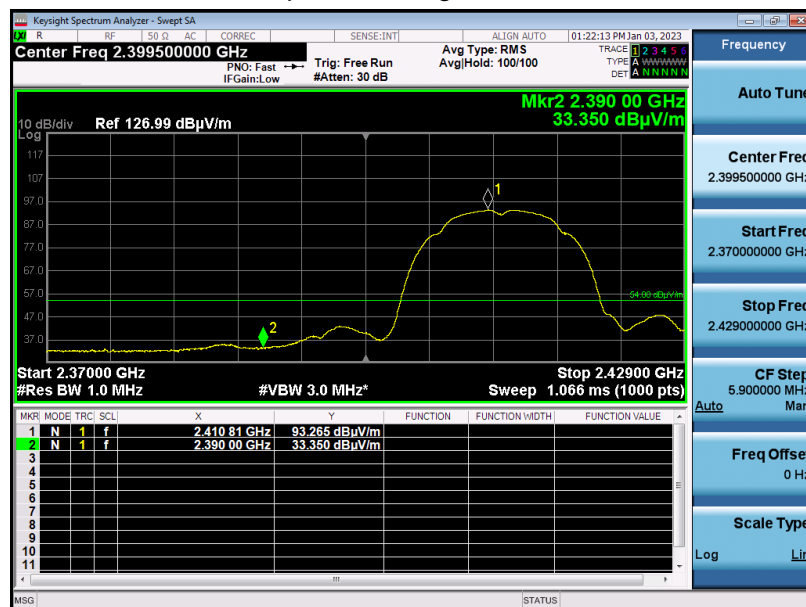 Keysight Spectrum Analyzer - Swept SA
LXI R RF 50 Ω AC CORREC SENSE:INT ALIGN AUTO 01:22:13 PM Jan 03, 2023
Center Freq 2.399500000 GHz
PNO: Fast
IFGain:Low
Trig: Free Run
#Atten: 30 dB
Avg Type: RMS
Avg|Hold: 100/100
TRACE 1 2 3 4 5 6
TYPE A WWWWW
DET A N N N N N
Mkr2 2.390 00 GHz
33.350 dBµV/m
10 dB/div Ref 126.99 dBµV/m
Log
117
107
97.0
87.0
77.0
67.0
57.0
47.0
37.0
1
2
54.00 dBµV/m
Start 2.37000 GHz Stop 2.42900 GHz
#Res BW 1.0 MHz #VBW 3.0 MHz* Sweep 1.066 ms (1000 pts)
MKR MODE TRC SCL X Y FUNCTION FUNCTION WIDTH FUNCTION VALUE
1 N 1 f 2.410 81 GHz 93.265 dBµV/m
2 N 1 f 2.390 00 GHz 33.350 dBµV/m
3
4
5
6
7
8
9
10
11
MSG STATUS
Frequency
Auto Tune
Center Freq
2.399500000 GHz
Start Freq
2.370000000 GHz
Stop Freq
2.429000000 GHz
CF Step
5.900000 MHz
Auto Man
Freq Offset
0 Hz
Scale Type
Log Lin